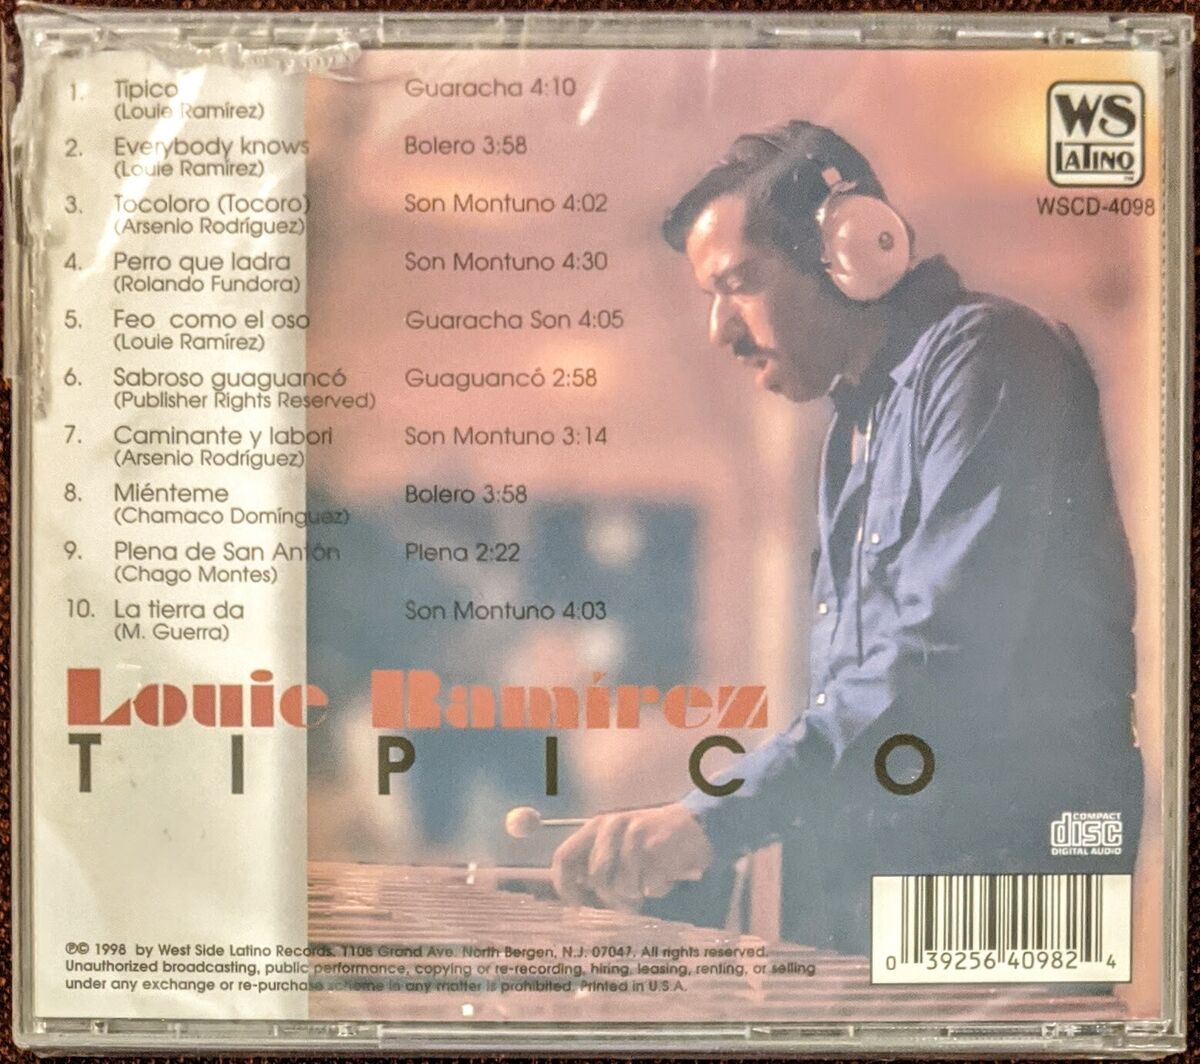 1. Tipico Guaracha 4:10
(Louie Ramírez)
2. Everybody knows Bolero 3:58
(Louie Ramírez)
3. Tocoloro (Tocoro) Son Montuno 4:02
(Arsenio Rodríguez)
4. Perro que ladra Son Montuno 4:30
(Rolando Fundora)
5. Feo como el oso Guaracha Son 4:05
(Louie Ramírez)
6. Sabroso guaguancó Guaguancó 2:58
(Publisher Rights Reserved)
7. Caminante y labori Son Montuno 3:14
(Arsenio Rodríguez)
8. Miénteme Bolero 3:58
(Chamaco Domínguez)
9. Plena de San Antón Plena 2:22
(Chago Montes)
10. La tierra da Son Montuno 4:03
(M. Guerra)
WS
LATINO
TM
WSCD-4098
Louie Ramírez
TIPICO
COMPACT
disc
DIGITAL AUDIO
℗© 1998 by West Side Latino Records. 1108 Grand Ave. North Bergen, N.J. 07047. All rights reserved.
Unauthorized broadcasting, public performance, copying or re-recording, hiring, leasing, renting, or selling
under any exchange or re-purchase scheme in any matter is prohibited. Printed in U.S.A.
0 39256 40982 4